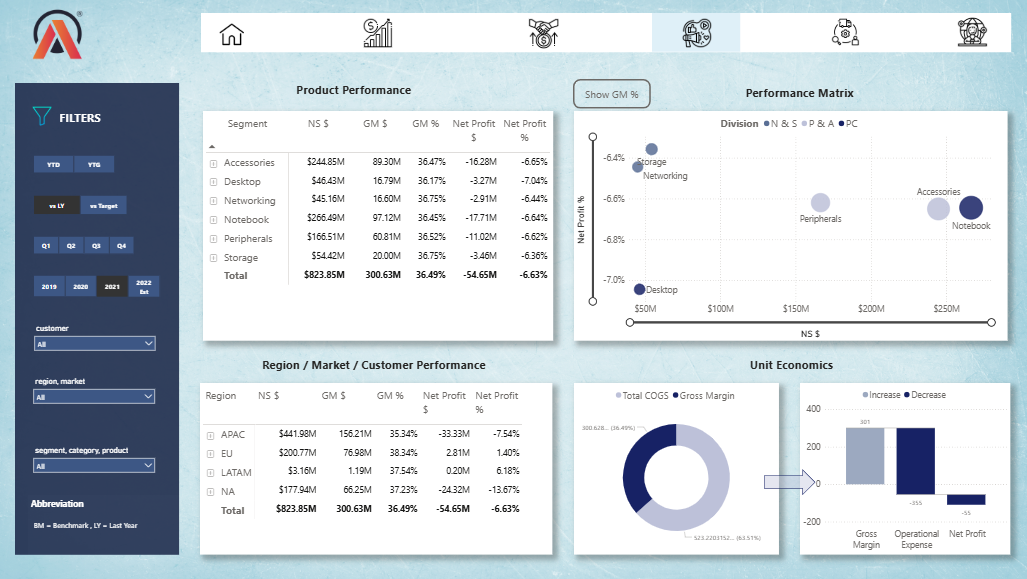 ®
FILTERS
YTD YTG
vs LY vs Target
Q1 Q2 Q3 Q4
2019 2020 2021 2022 Est
customer
All
region, market
All
segment, category, product
All
Abbreviation
BM = Benchmark , LY = Last Year
Product Performance
Segment NS $ GM $ GM % Net Profit $ Net Profit %
Accessories $244.85M 89.30M 36.47% -16.28M -6.65%
Desktop $46.43M 16.79M 36.17% -3.27M -7.04%
Networking $45.16M 16.60M 36.75% -2.91M -6.44%
Notebook $266.49M 97.12M 36.45% -17.71M -6.64%
Peripherals $166.51M 60.81M 36.52% -11.02M -6.62%
Storage $54.42M 20.00M 36.75% -3.46M -6.36%
Total $823.85M 300.63M 36.49% -54.65M -6.63%
Show GM %
Performance Matrix
Division N & S P & A PC
Net Profit %
-6.4%
-6.6%
-6.8%
-7.0%
Storage
Networking
Accessories
Peripherals
Notebook
Desktop
$50M $100M $150M $200M $250M
NS $
Region / Market / Customer Performance
Region NS $ GM $ GM % Net Profit $ Net Profit %
APAC $441.98M 156.21M 35.34% -33.33M -7.54%
EU $200.77M 76.98M 38.34% 2.81M 1.40%
LATAM $3.16M 1.19M 37.54% 0.20M 6.18%
NA $177.94M 66.25M 37.23% -24.32M -13.67%
Total $823.85M 300.63M 36.49% -54.65M -6.63%
Unit Economics
Total COGS Gross Margin
300.628... (36.49%)
523.2203152... (63.51%)
Increase Decrease
400
200
0
-200
301
-355
-55
Gross Margin
Operational Expense
Net Profit